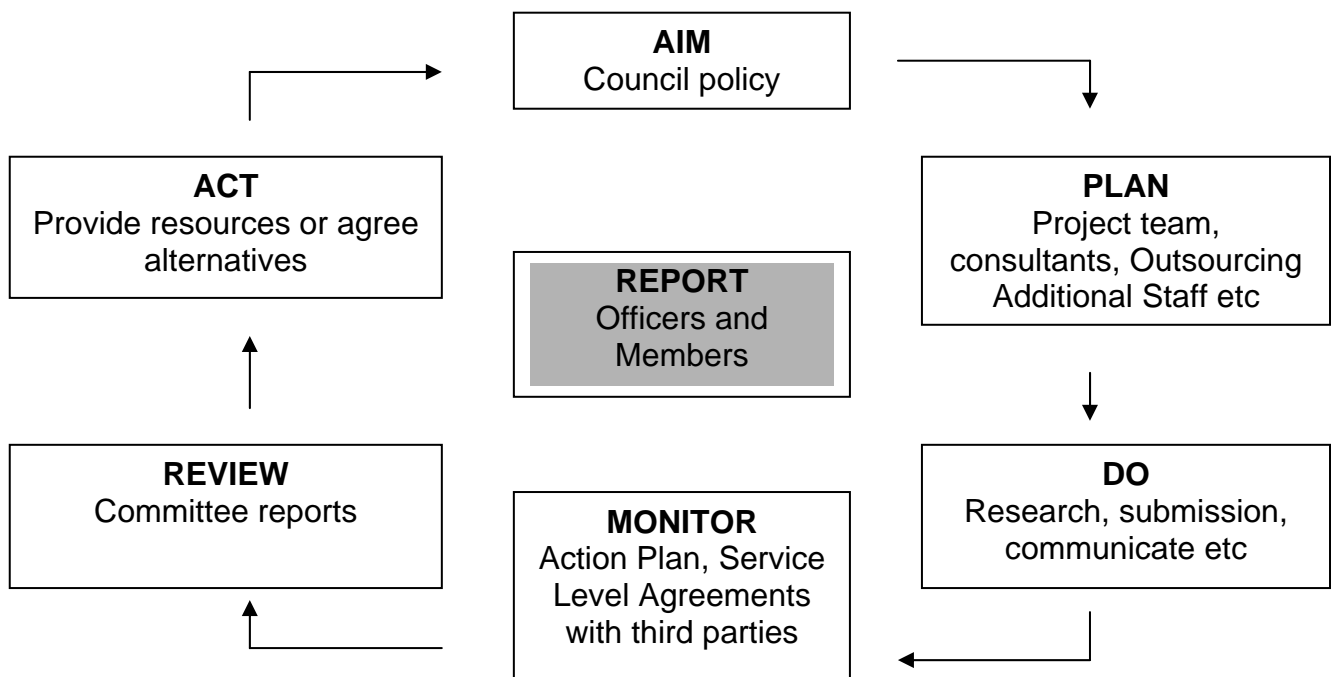 AIM
Council policy
ACT
Provide resources or agree
alternatives
PLAN
Project team,
consultants, Outsourcing
Additional Staff etc
REPORT
Officers and
Members
REVIEW
Committee reports
MONITOR
Action Plan, Service
Level Agreements
with third parties
DO
Research, submission,
communicate etc